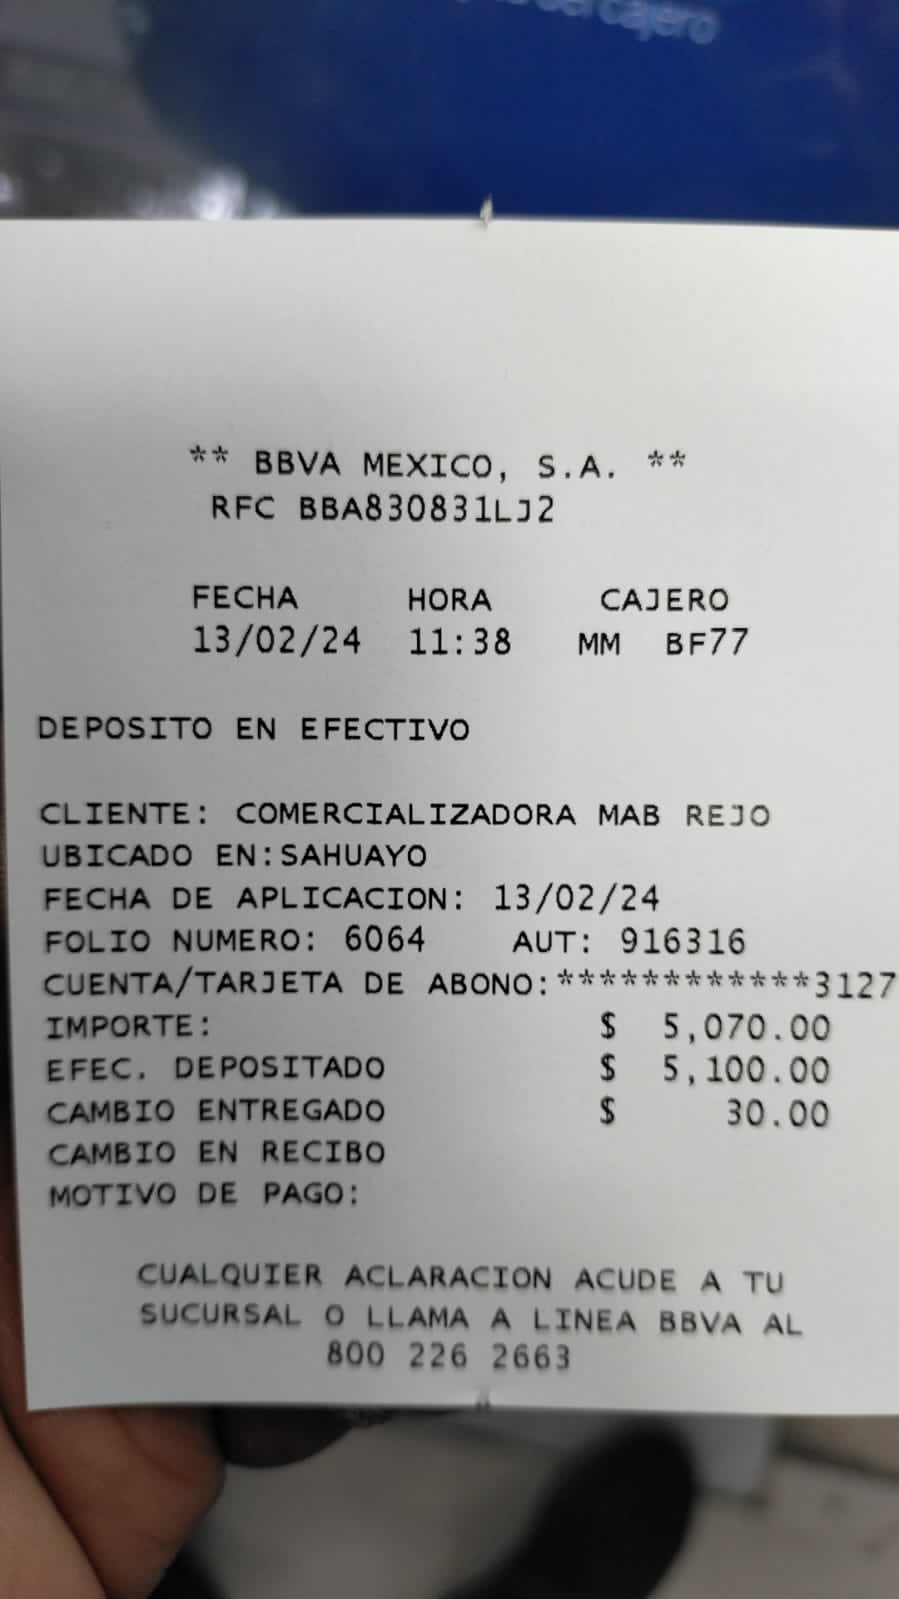 cajero
** BBVA MEXICO, S.A. **
RFC BBA830831LJ2
FECHA HORA CAJERO
13/02/24 11:38 MM BF77
DEPOSITO EN EFECTIVO
CLIENTE: COMERCIALIZADORA MAB REJO
UBICADO EN:SAHUAYO
FECHA DE APLICACION: 13/02/24
FOLIO NUMERO: 6064 AUT: 916316
CUENTA/TARJETA DE ABONO:************3127
IMPORTE: $ 5,070.00
EFEC. DEPOSITADO $ 5,100.00
CAMBIO ENTREGADO $ 30.00
CAMBIO EN RECIBO
MOTIVO DE PAGO:
CUALQUIER ACLARACION ACUDE A TU
SUCURSAL O LLAMA A LINEA BBVA AL
800 226 2663